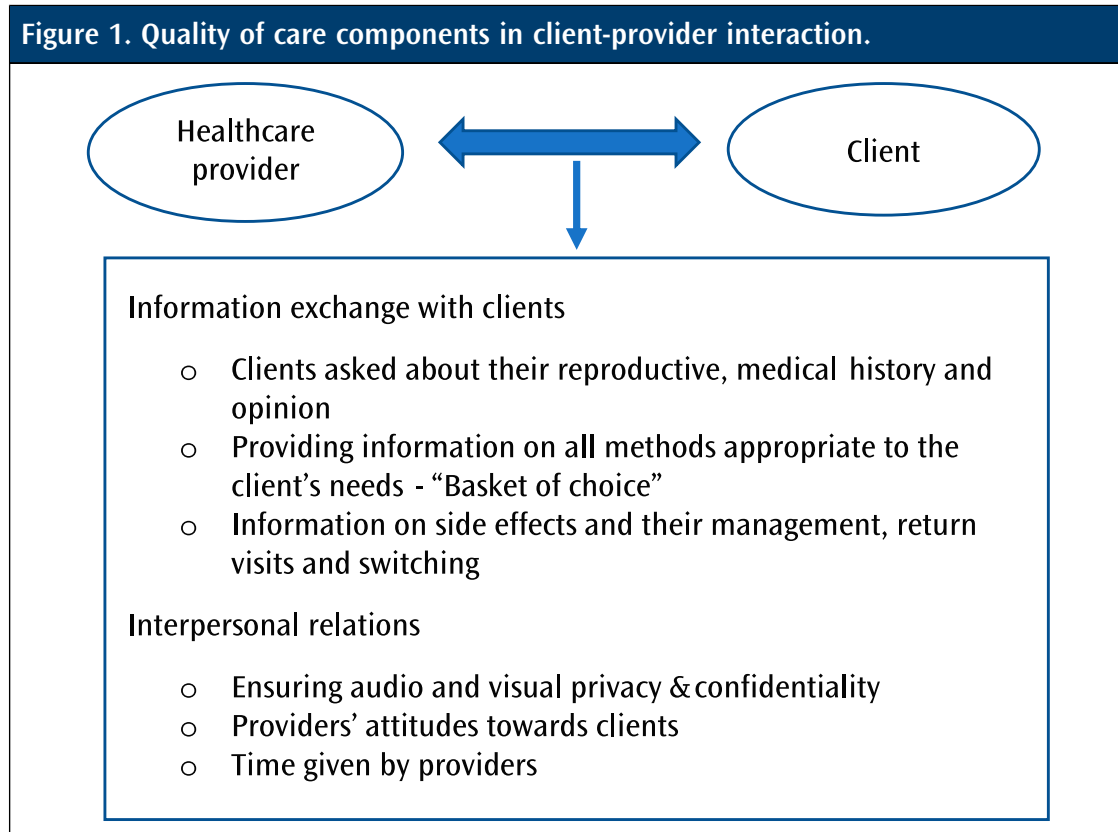 Figure 1. Quality of care components in client-provider interaction.
Healthcare
provider
Client
Information exchange with clients
o Clients asked about their reproductive, medical history and
opinion
o Providing information on all methods appropriate to the
client’s needs - “Basket of choice”
o Information on side effects and their management, return
visits and switching
Interpersonal relations
o Ensuring audio and visual privacy & confidentiality
o Providers’ attitudes towards clients
o Time given by providers